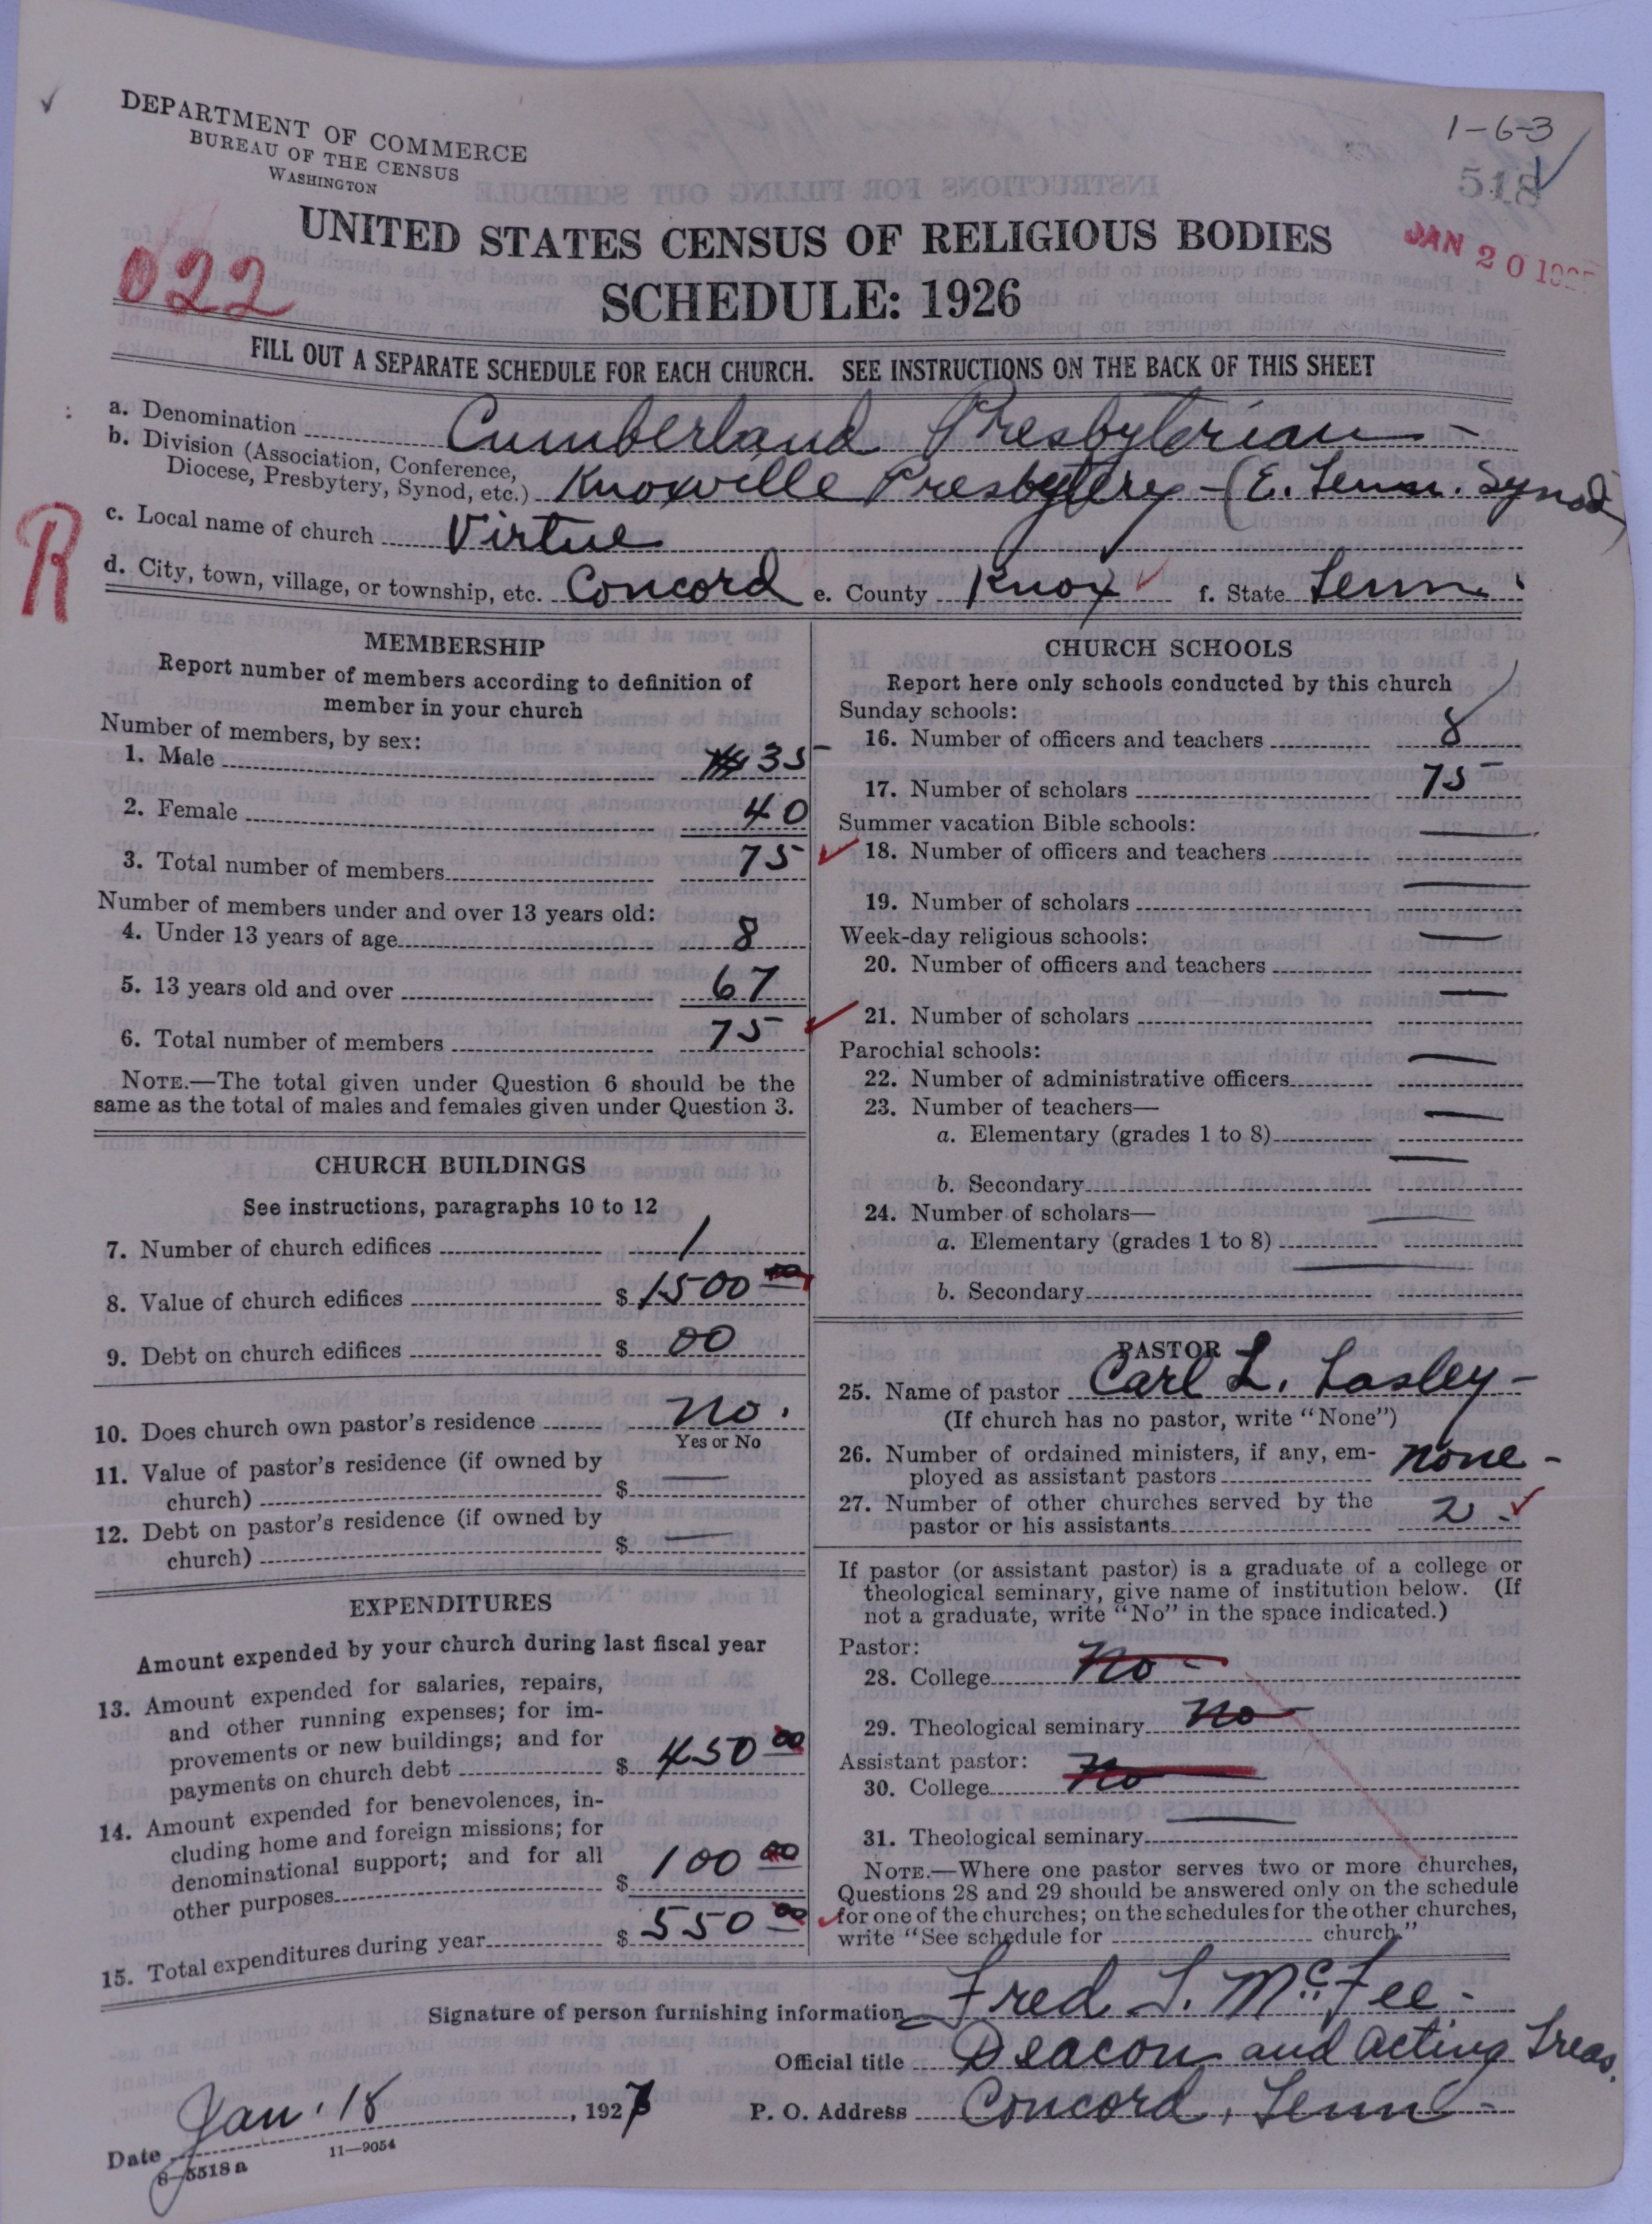 1-6-3
518
DEPARTMENT OF COMMERCE
BUREAU OF THE CENSUS
WASHINGTON
UNITED STATES CENSUS OF RELIGIOUS BODIES
JAN 20
022
SCHEDULE: 1926
FILL OUT A SEPARATE SCHEDULE FOR EACH CHURCH. SEE INSTRUCTIONS ON THE BACK OF THIS SHEET
a. Denomination Cumberland Presbyterian -
b. Division (Association, Conference,
Diocese, Presbytery, Synod, etc.) Knoxville Presbytery - (E. Tenn. Synod)
R
c. Local name of church Virtue
d. City, town, village, or township, etc. Concord e. County Knox f. State Tenn.
MEMBERSHIP
Report number of members according to definition of
member in your church
Number of members, by sex:
1. Male 35
2. Female 40
3. Total number of members 75
Number of members under and over 13 years old:
4. Under 13 years of age 8
5. 13 years old and over 67
6. Total number of members 75
NOTE.—The total given under Question 6 should be the
same as the total of males and females given under Question 3.
CHURCH BUILDINGS
See instructions, paragraphs 10 to 12
7. Number of church edifices 1
8. Value of church edifices $ 1500 00
9. Debt on church edifices $ 00
10. Does church own pastor's residence No.
Yes or No
11. Value of pastor's residence (if owned by
church) $ —
12. Debt on pastor's residence (if owned by
church) $ —
EXPENDITURES
Amount expended by your church during last fiscal year
13. Amount expended for salaries, repairs,
and other running expenses; for im-
provements or new buildings; and for
payments on church debt $ 450 00
14. Amount expended for benevolences, in-
cluding home and foreign missions; for
denominational support; and for all
other purposes $ 100 00
15. Total expenditures during year $ 550 00
CHURCH SCHOOLS
Report here only schools conducted by this church
Sunday schools:
16. Number of officers and teachers 8
17. Number of scholars 75
Summer vacation Bible schools:
18. Number of officers and teachers —
19. Number of scholars —
Week-day religious schools:
20. Number of officers and teachers —
21. Number of scholars —
Parochial schools:
22. Number of administrative officers —
23. Number of teachers—
a. Elementary (grades 1 to 8) —
b. Secondary —
24. Number of scholars—
a. Elementary (grades 1 to 8) —
b. Secondary —
PASTOR
25. Name of pastor Carl L. Lasley -
(If church has no pastor, write "None")
26. Number of ordained ministers, if any, em-
ployed as assistant pastors none -
27. Number of other churches served by the
pastor or his assistants 2 -
If pastor (or assistant pastor) is a graduate of a college or
theological seminary, give name of institution below. (If
not a graduate, write "No" in the space indicated.)
Pastor:
28. College No -
29. Theological seminary No -
Assistant pastor:
30. College No
31. Theological seminary —
NOTE.—Where one pastor serves two or more churches,
Questions 28 and 29 should be answered only on the schedule
for one of the churches; on the schedules for the other churches,
write "See schedule for church."
Signature of person furnishing information Fred T. McFee -
Official title Deacon and Acting Treas.
Date Jan. 18, 1927 P. O. Address Concord, Tenn -
8-5518a 11—9054